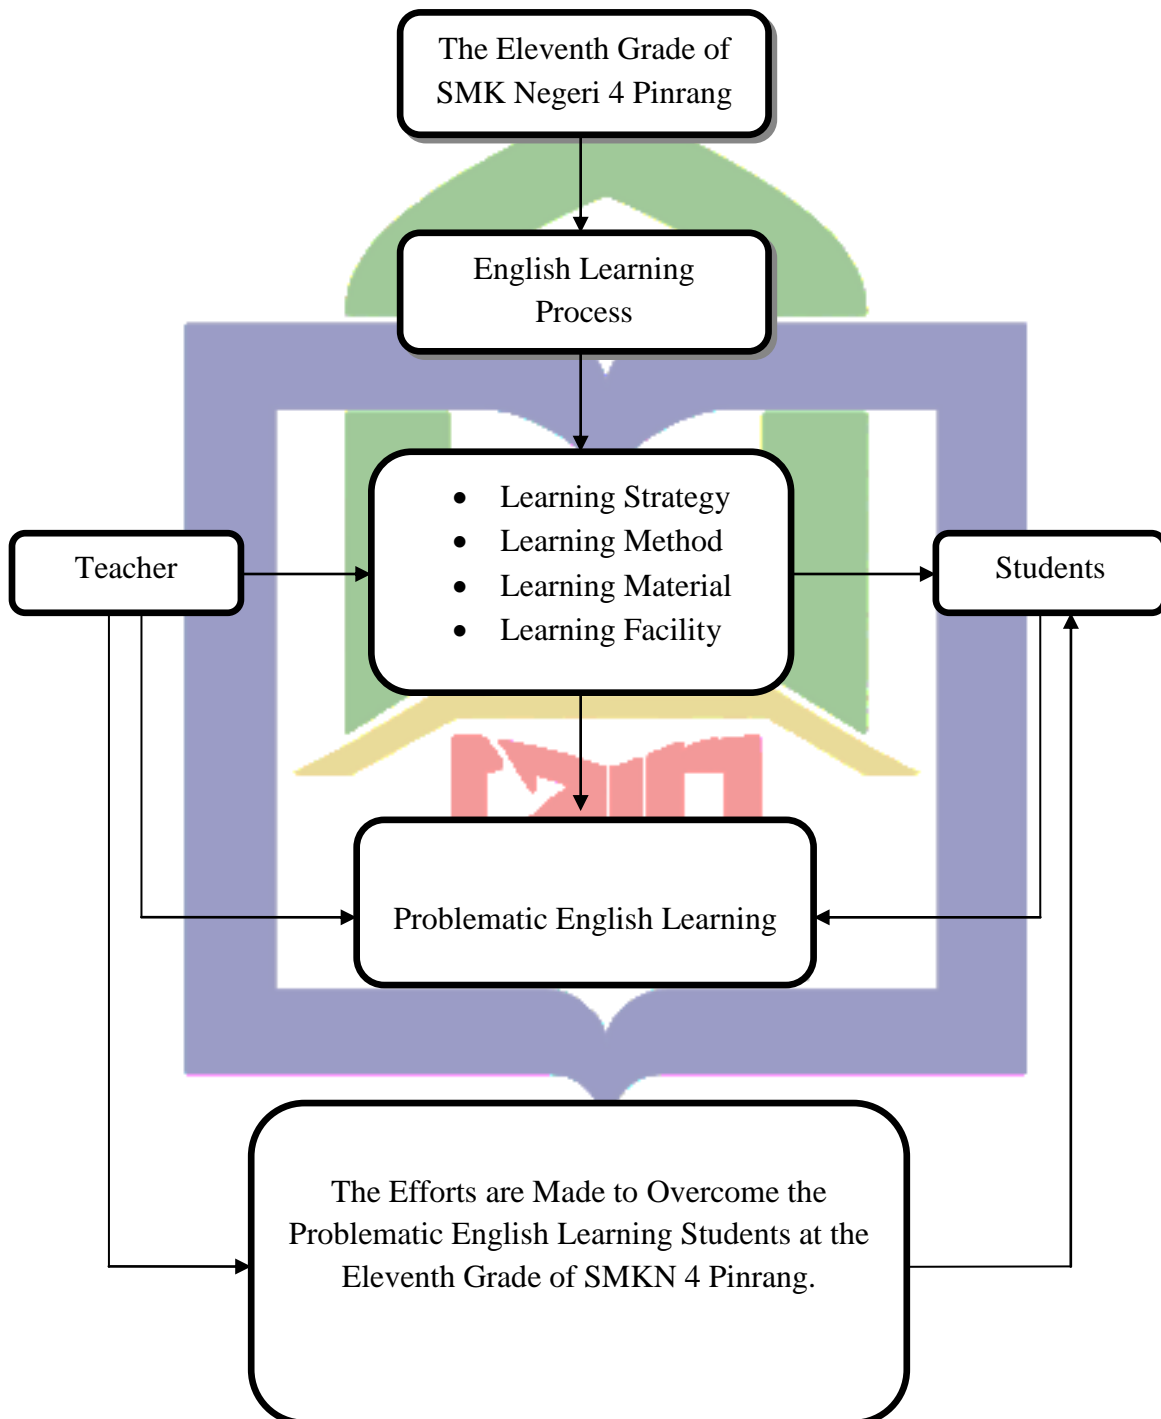 The Eleventh Grade of
SMK Negeri 4 Pinrang
English Learning
Process
• Learning Strategy
• Learning Method
• Learning Material
• Learning Facility
Teacher
Students
Problematic English Learning
The Efforts are Made to Overcome the
Problematic English Learning Students at the
Eleventh Grade of SMKN 4 Pinrang.